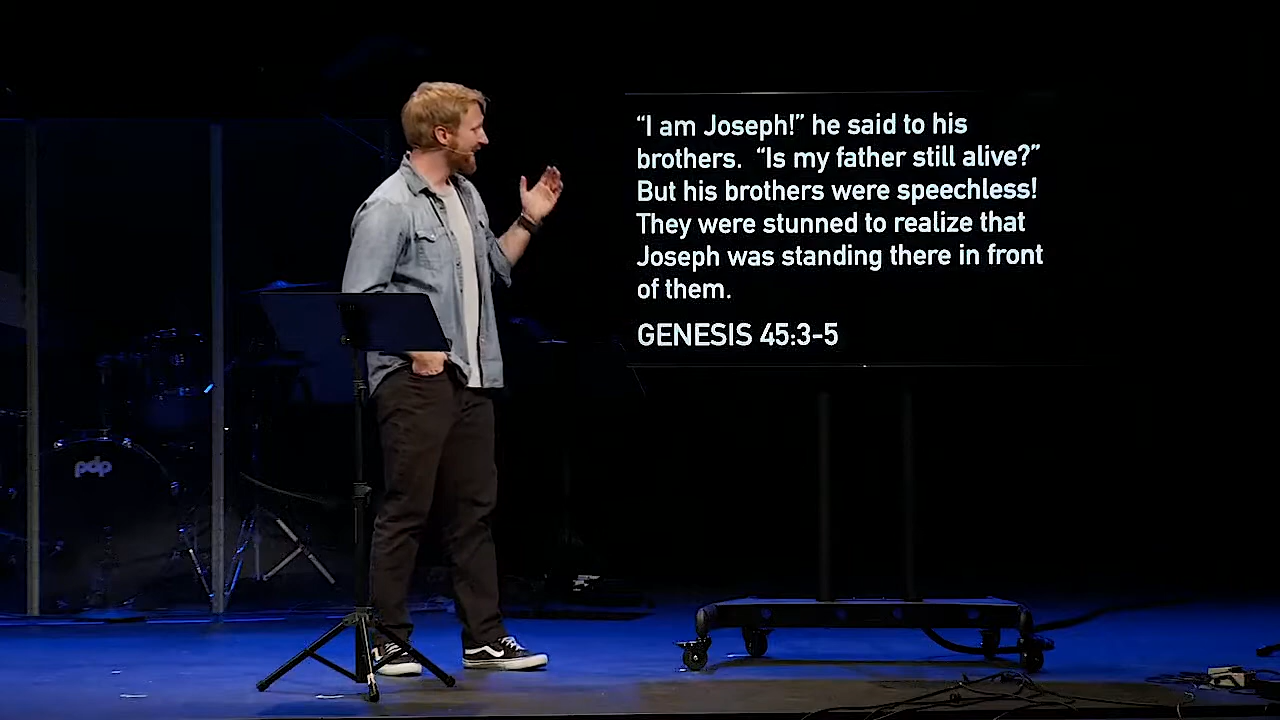 “I am Joseph!” he said to his
brothers.  “Is my father still alive?”
But his brothers were speechless!
They were stunned to realize that
Joseph was standing there in front
of them.
GENESIS 45:3-5
pdp